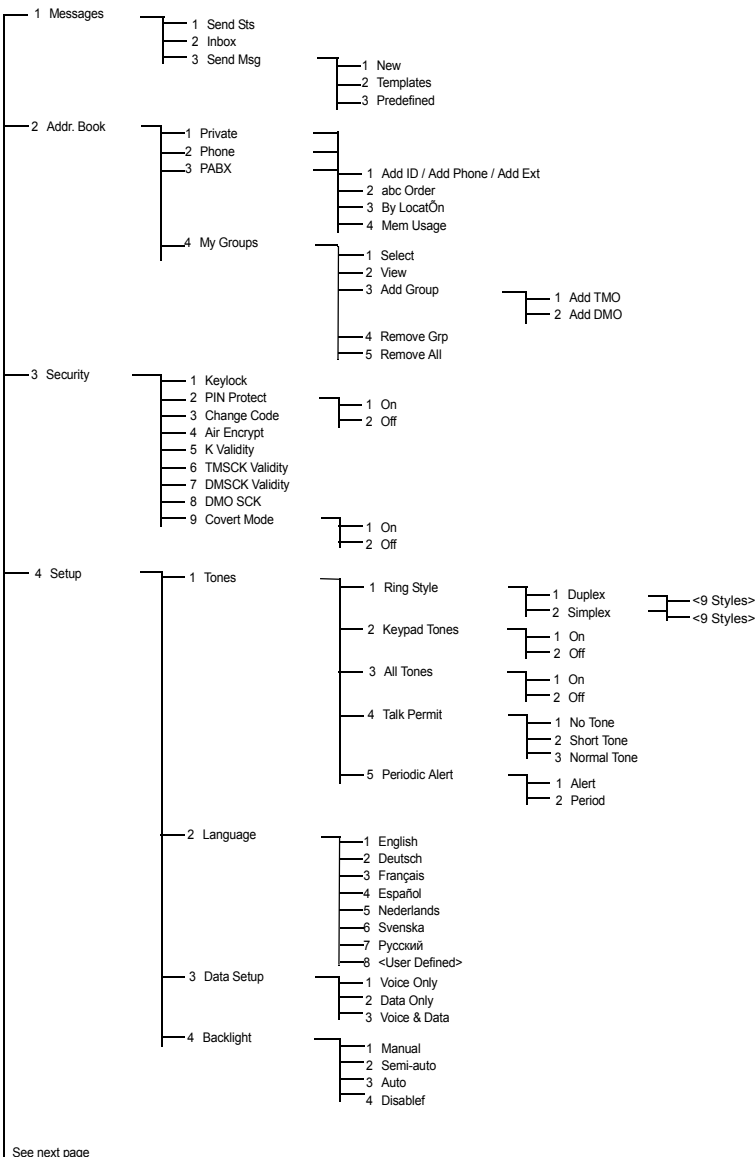 1 Messages
1 Send Sts
2 Inbox
3 Send Msg
1 New
2 Templates
3 Predefined
2 Addr. Book
1 Private
2 Phone
3 PABX
1 Add ID / Add Phone / Add Ext
2 abc Order
3 By LocatÕn
4 Mem Usage
4 My Groups
1 Select
2 View
3 Add Group
1 Add TMO
2 Add DMO
4 Remove Grp
5 Remove All
3 Security
1 Keylock
2 PIN Protect
1 On
2 Off
3 Change Code
4 Air Encrypt
5 K Validity
6 TMSCK Validity
7 DMSCK Validity
8 DMO SCK
9 Covert Mode
1 On
2 Off
4 Setup
1 Tones
1 Ring Style
1 Duplex
<9 Styles>
2 Simplex
<9 Styles>
2 Keypad Tones
1 On
2 Off
3 All Tones
1 On
2 Off
4 Talk Permit
1 No Tone
2 Short Tone
3 Normal Tone
5 Periodic Alert
1 Alert
2 Period
2 Language
1 English
2 Deutsch
3 Français
4 Español
5 Nederlands
6 Svenska
7 Русский
8 <User Defined>
3 Data Setup
1 Voice Only
2 Data Only
3 Voice & Data
4 Backlight
1 Manual
2 Semi-auto
3 Auto
4 Disablef
See next page